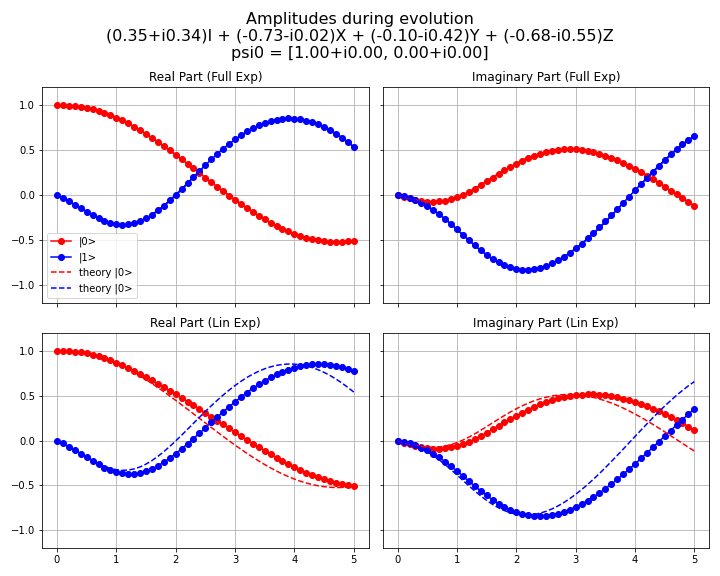 Amplitudes during evolution
(0.35+i0.34)I + (-0.73-i0.02)X + (-0.10-i0.42)Y + (-0.68-i0.55)Z
psi0 = [1.00+i0.00, 0.00+i0.00]
Real Part (Full Exp)
Imaginary Part (Full Exp)
1.0
0.5
0.0
−0.5
−1.0
|0>
|1>
theory |0>
theory |0>
Real Part (Lin Exp)
Imaginary Part (Lin Exp)
1.0
0.5
0.0
−0.5
−1.0
0 1 2 3 4 5
0 1 2 3 4 5